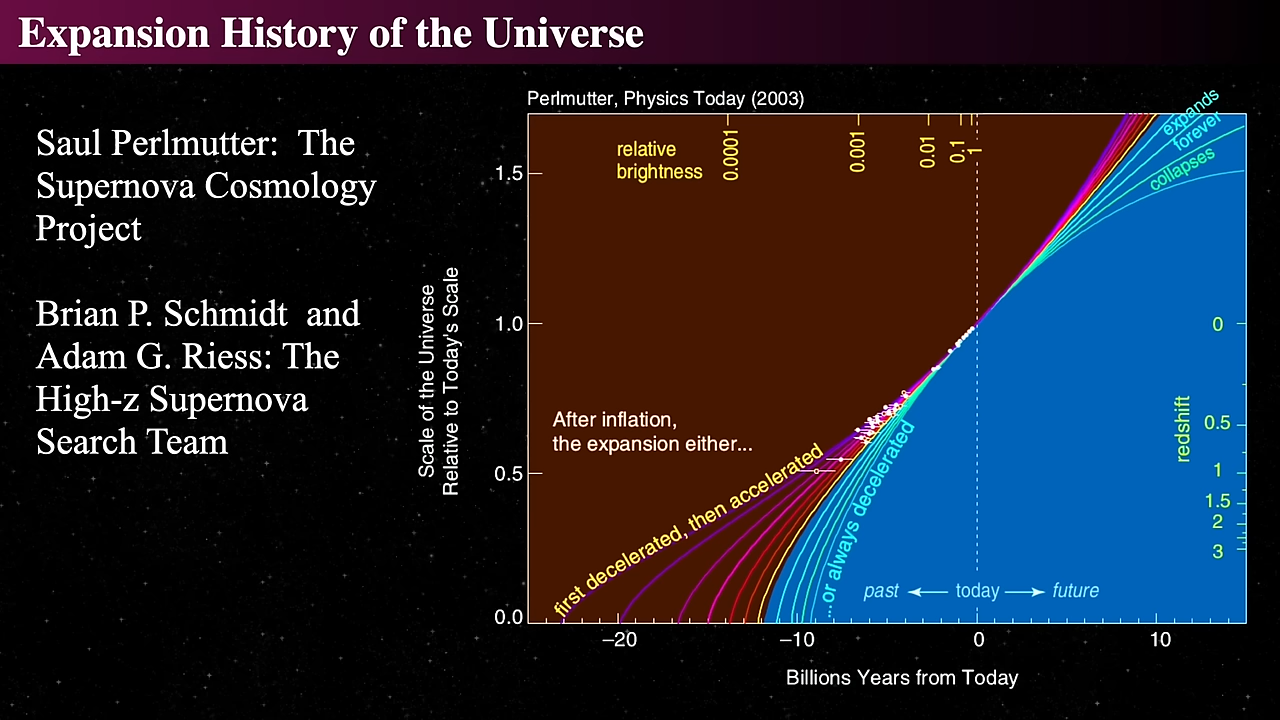 Expansion History of the Universe
Saul Perlmutter:  The
Supernova Cosmology
Project
Brian P. Schmidt  and
Adam G. Riess: The
High-z Supernova
Search Team
Perlmutter, Physics Today (2003)
relative
brightness
0.0001
0.001
0.01
0.1
1
expands
forever
collapses
Scale of the Universe
Relative to Today's Scale
1.5
1.0
0.5
0.0
After inflation,
the expansion either...
first decelerated, then accelerated
...or always decelerated
redshift
0
0.5
1
1.5
2
3
past
today
future
–20
–10
0
10
Billions Years from Today